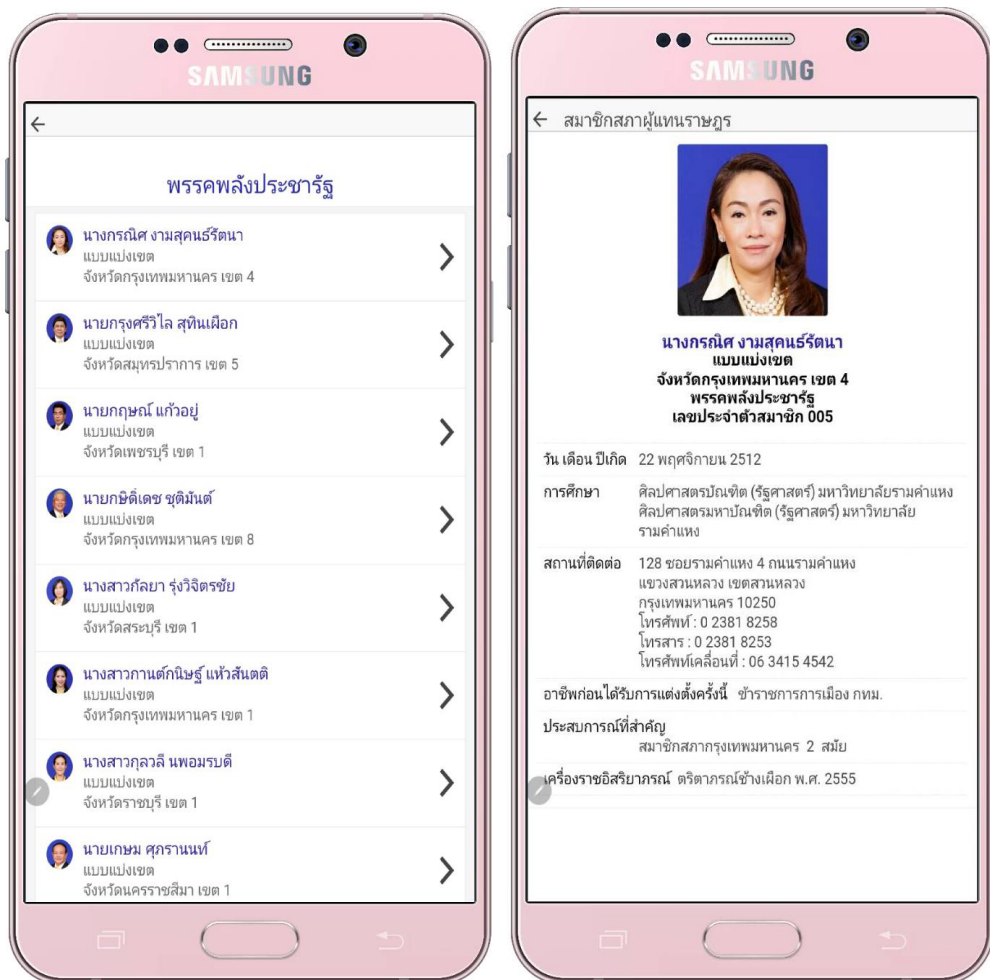 SAMSUNG
พรรคพลังประชารัฐ
นางกรณิศ งามสุคนธ์รัตนา
แบบแบ่งเขต
จังหวัดกรุงเทพมหานคร เขต 4
นายกรุงศรีวิไล สุทินเผือก
แบบแบ่งเขต
จังหวัดสมุทรปราการ เขต 5
นายกฤษณ์ แก้วอยู่
แบบแบ่งเขต
จังหวัดเพชรบุรี เขต 1
นายกษิดิ์เดช ชุติมันต์
แบบแบ่งเขต
จังหวัดกรุงเทพมหานคร เขต 8
นางสาวกัลยา รุ่งวิจิตรชัย
แบบแบ่งเขต
จังหวัดสระบุรี เขต 1
นางสาวกานต์กนิษฐ์ แห้วสันตติ
แบบแบ่งเขต
จังหวัดกรุงเทพมหานคร เขต 1
นางสาวกุลวลี นพอมรบดี
แบบแบ่งเขต
จังหวัดราชบุรี เขต 1
นายเกษม ศุภรานนท์
แบบแบ่งเขต
จังหวัดนครราชสีมา เขต 1
SAMSUNG
สมาชิกสภาผู้แทนราษฎร
นางกรณิศ งามสุคนธ์รัตนา
แบบแบ่งเขต
จังหวัดกรุงเทพมหานคร เขต 4
พรรคพลังประชารัฐ
เลขประจำตัวสมาชิก 005
วัน เดือน ปีเกิด 22 พฤศจิกายน 2512
การศึกษา ศิลปศาสตรบัณฑิต (รัฐศาสตร์) มหาวิทยาลัยรามคำแหง
ศิลปศาสตรมหาบัณฑิต (รัฐศาสตร์) มหาวิทยาลัย
รามคำแหง
สถานที่ติดต่อ 128 ซอยรามคำแหง 4 ถนนรามคำแหง
แขวงสวนหลวง เขตสวนหลวง
กรุงเทพมหานคร 10250
โทรศัพท์ : 0 2381 8258
โทรสาร : 0 2381 8253
โทรศัพท์เคลื่อนที่ : 06 3415 4542
อาชีพก่อนได้รับการแต่งตั้งครั้งนี้ ข้าราชการการเมือง กทม.
ประสบการณ์ที่สำคัญ
สมาชิกสภากรุงเทพมหานคร 2 สมัย
เครื่องราชอิสริยาภรณ์ ตริตาภรณ์ช้างเผือก พ.ศ. 2555